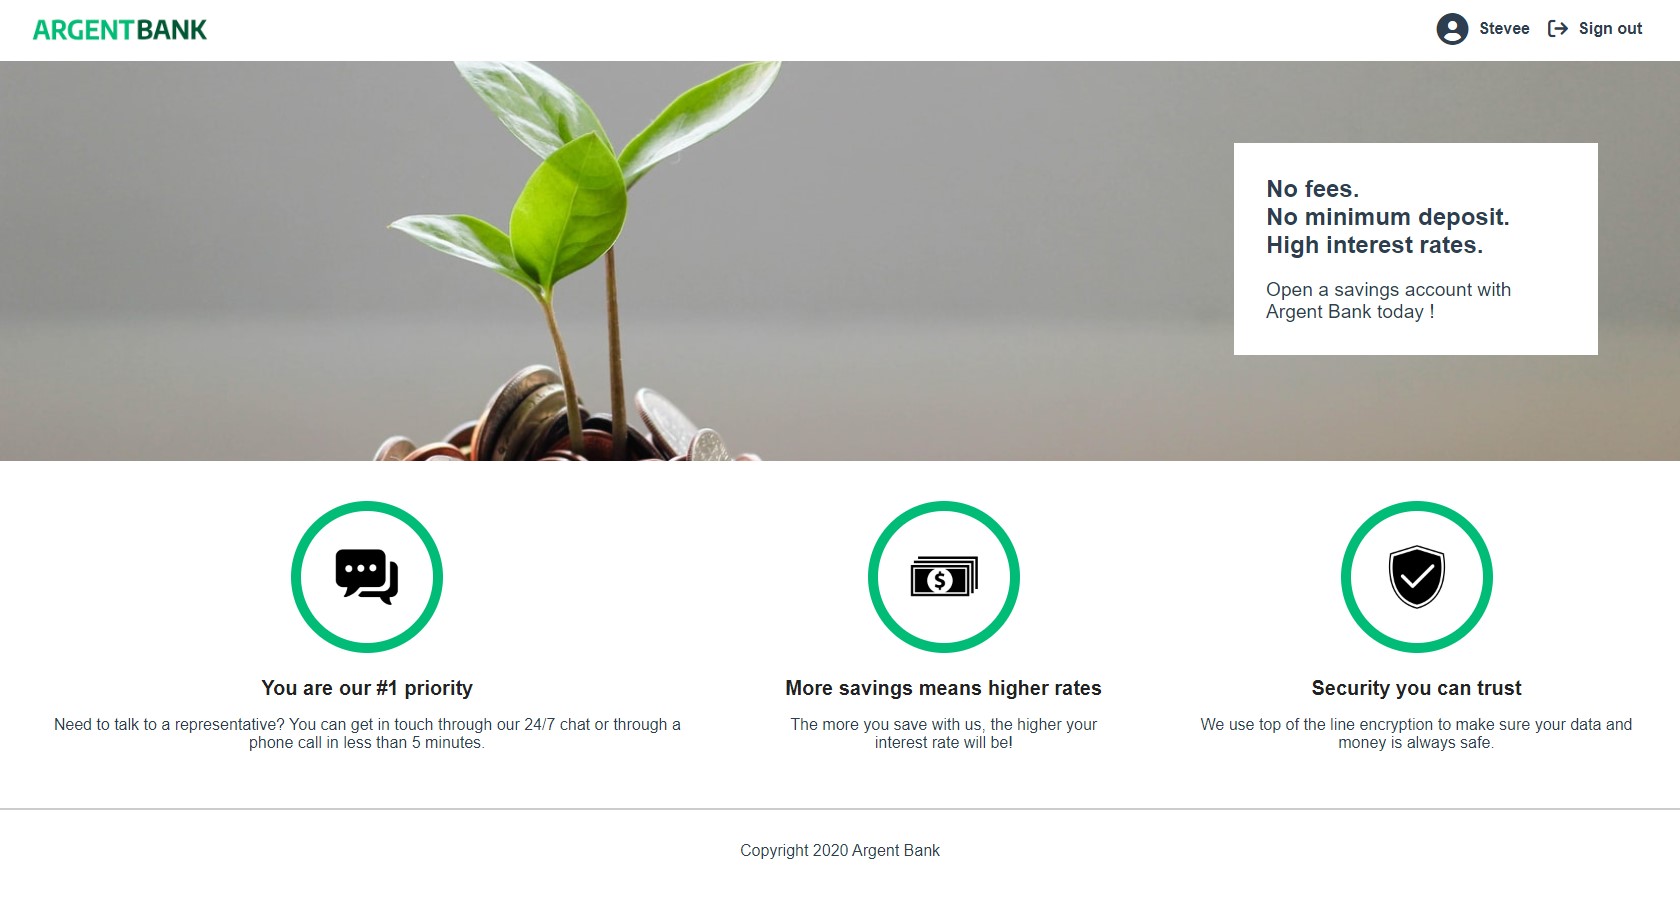 ARGENTBANK
Stevee
Sign out
No fees.
No minimum deposit.
High interest rates.
Open a savings account with
Argent Bank today !
You are our #1 priority
Need to talk to a representative? You can get in touch through our 24/7 chat or through a
phone call in less than 5 minutes.
$
More savings means higher rates
The more you save with us, the higher your
interest rate will be!
Security you can trust
We use top of the line encryption to make sure your data and
money is always safe.
Copyright 2020 Argent Bank